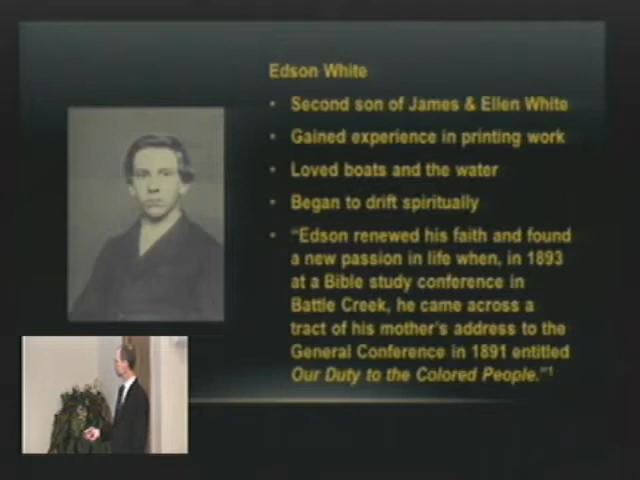 Edson White
• Second son of James & Ellen White
• Gained experience in printing work
• Loved boats and the water
• Began to drift spiritually
• "Edson renewed his faith and found
a new passion in life when, in 1893
at a Bible study conference in
Battle Creek, he came across a
tract of his mother's address to the
General Conference in 1891 entitled
Our Duty to the Colored People."1